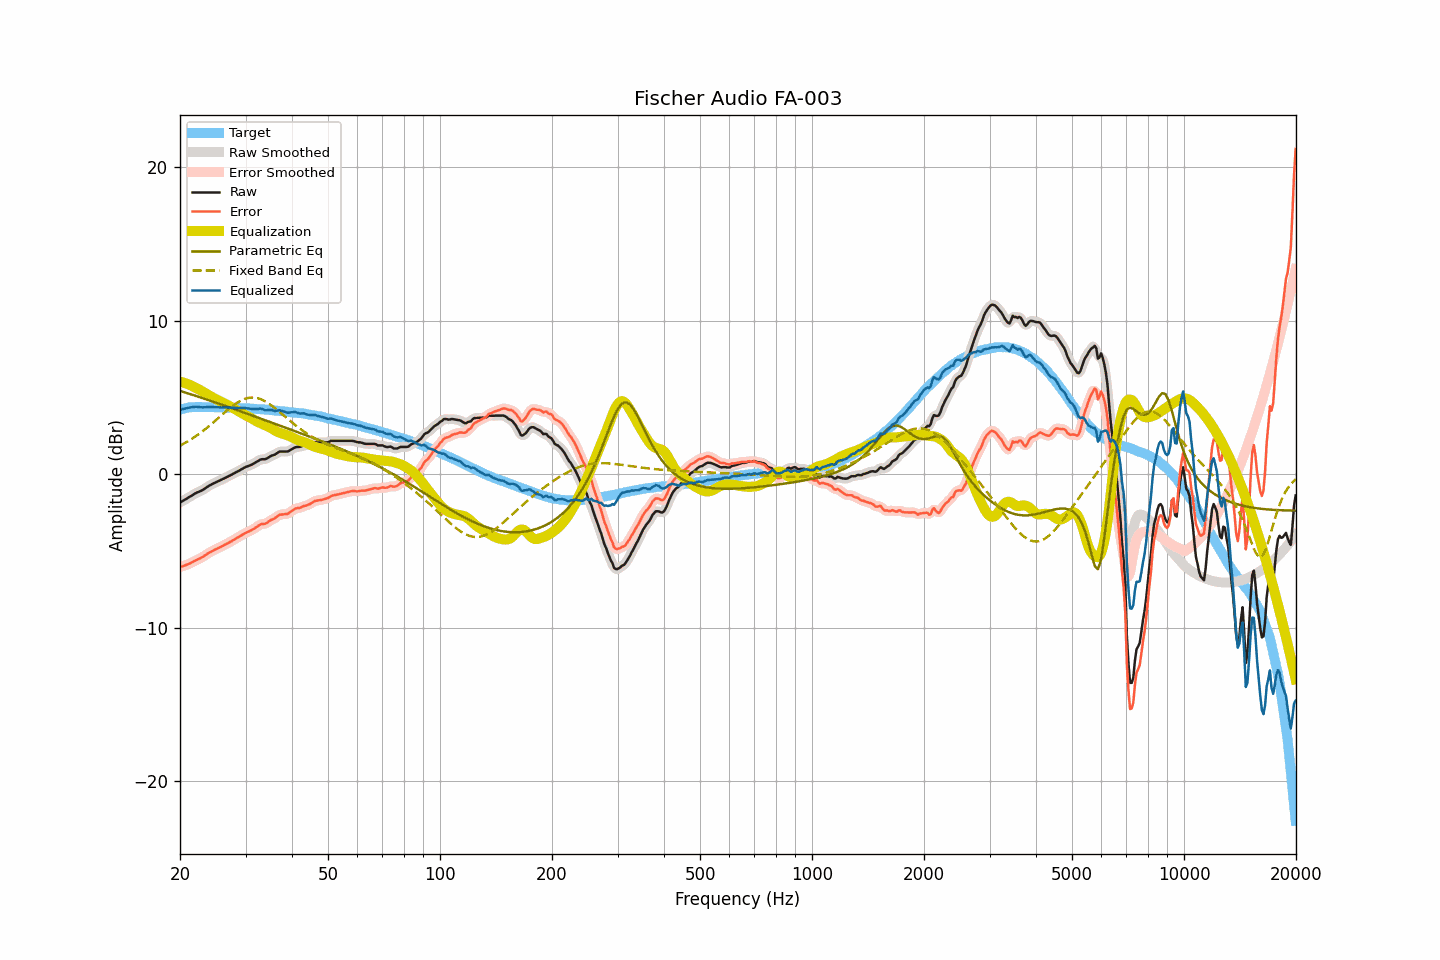 Fischer Audio FA-003
Target
Raw Smoothed
Error Smoothed
Raw
Error
Equalization
Parametric Eq
Fixed Band Eq
Equalized
20
10
0
−10
−20
Amplitude (dBr)
20 50 100 200 500 1000 2000 5000 10000 20000
Frequency (Hz)